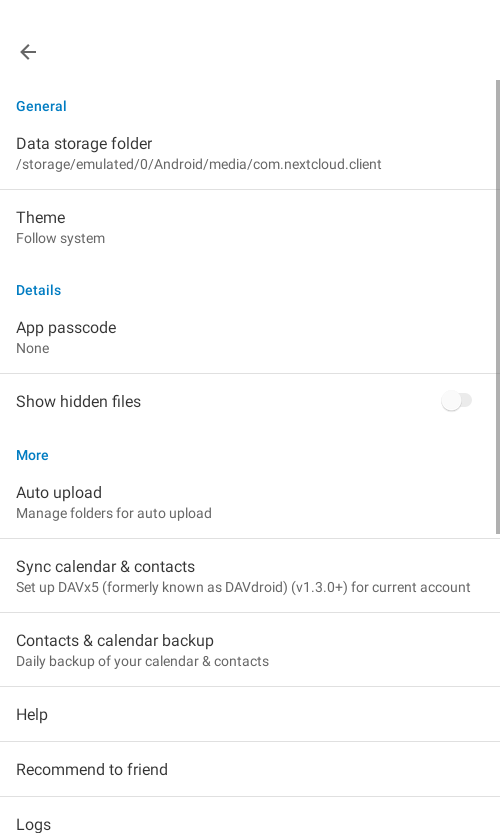 General
Data storage folder
/storage/emulated/0/Android/media/com.nextcloud.client
Theme
Follow system
Details
App passcode
None
Show hidden files
More
Auto upload
Manage folders for auto upload
Sync calendar & contacts
Set up DAVx5 (formerly known as DAVdroid) (v1.3.0+) for current account
Contacts & calendar backup
Daily backup of your calendar & contacts
Help
Recommend to friend
Logs